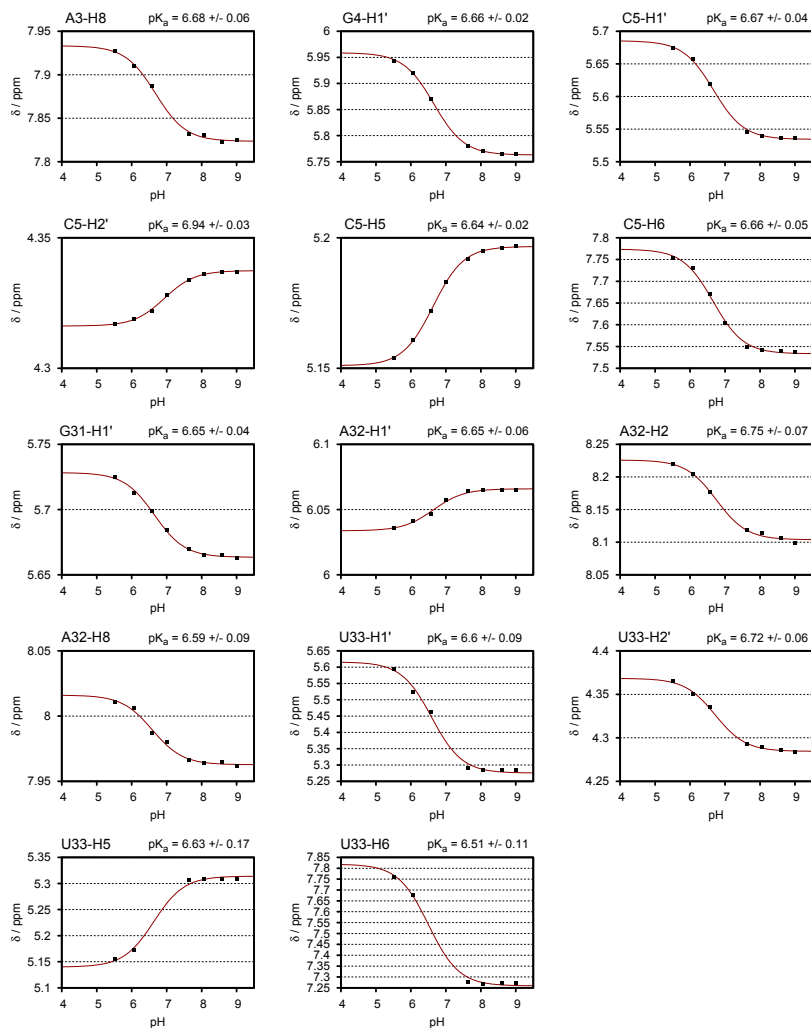 A3-H8 pKa = 6.68 +/- 0.06
δ / ppm
7.95
7.9
7.85
7.8
4 5 6 7 8 9
pH
G4-H1' pKa = 6.66 +/- 0.02
δ / ppm
6
5.95
5.9
5.85
5.8
5.75
4 5 6 7 8 9
pH
C5-H1' pKa = 6.67 +/- 0.04
δ / ppm
5.7
5.65
5.6
5.55
5.5
4 5 6 7 8 9
pH
C5-H2' pKa = 6.94 +/- 0.03
δ / ppm
4.35
4.3
4 5 6 7 8 9
pH
C5-H5 pKa = 6.64 +/- 0.02
δ / ppm
5.2
5.15
4 5 6 7 8 9
pH
C5-H6 pKa = 6.66 +/- 0.05
δ / ppm
7.8
7.75
7.7
7.65
7.6
7.55
7.5
4 5 6 7 8 9
pH
G31-H1' pKa = 6.65 +/- 0.04
δ / ppm
5.75
5.7
5.65
4 5 6 7 8 9
pH
A32-H1' pKa = 6.65 +/- 0.06
δ / ppm
6.1
6.05
6
4 5 6 7 8 9
pH
A32-H2 pKa = 6.75 +/- 0.07
δ / ppm
8.25
8.2
8.15
8.1
8.05
4 5 6 7 8 9
pH
A32-H8 pKa = 6.59 +/- 0.09
δ / ppm
8.05
8
7.95
4 5 6 7 8 9
pH
U33-H1' pKa = 6.6 +/- 0.09
δ / ppm
5.65
5.6
5.55
5.5
5.45
5.4
5.35
5.3
5.25
4 5 6 7 8 9
pH
U33-H2' pKa = 6.72 +/- 0.06
δ / ppm
4.4
4.35
4.3
4.25
4 5 6 7 8 9
pH
U33-H5 pKa = 6.63 +/- 0.17
δ / ppm
5.35
5.3
5.25
5.2
5.15
5.1
4 5 6 7 8 9
pH
U33-H6 pKa = 6.51 +/- 0.11
δ / ppm
7.85
7.8
7.75
7.7
7.65
7.6
7.55
7.5
7.45
7.4
7.35
7.3
7.25
4 5 6 7 8 9
pH